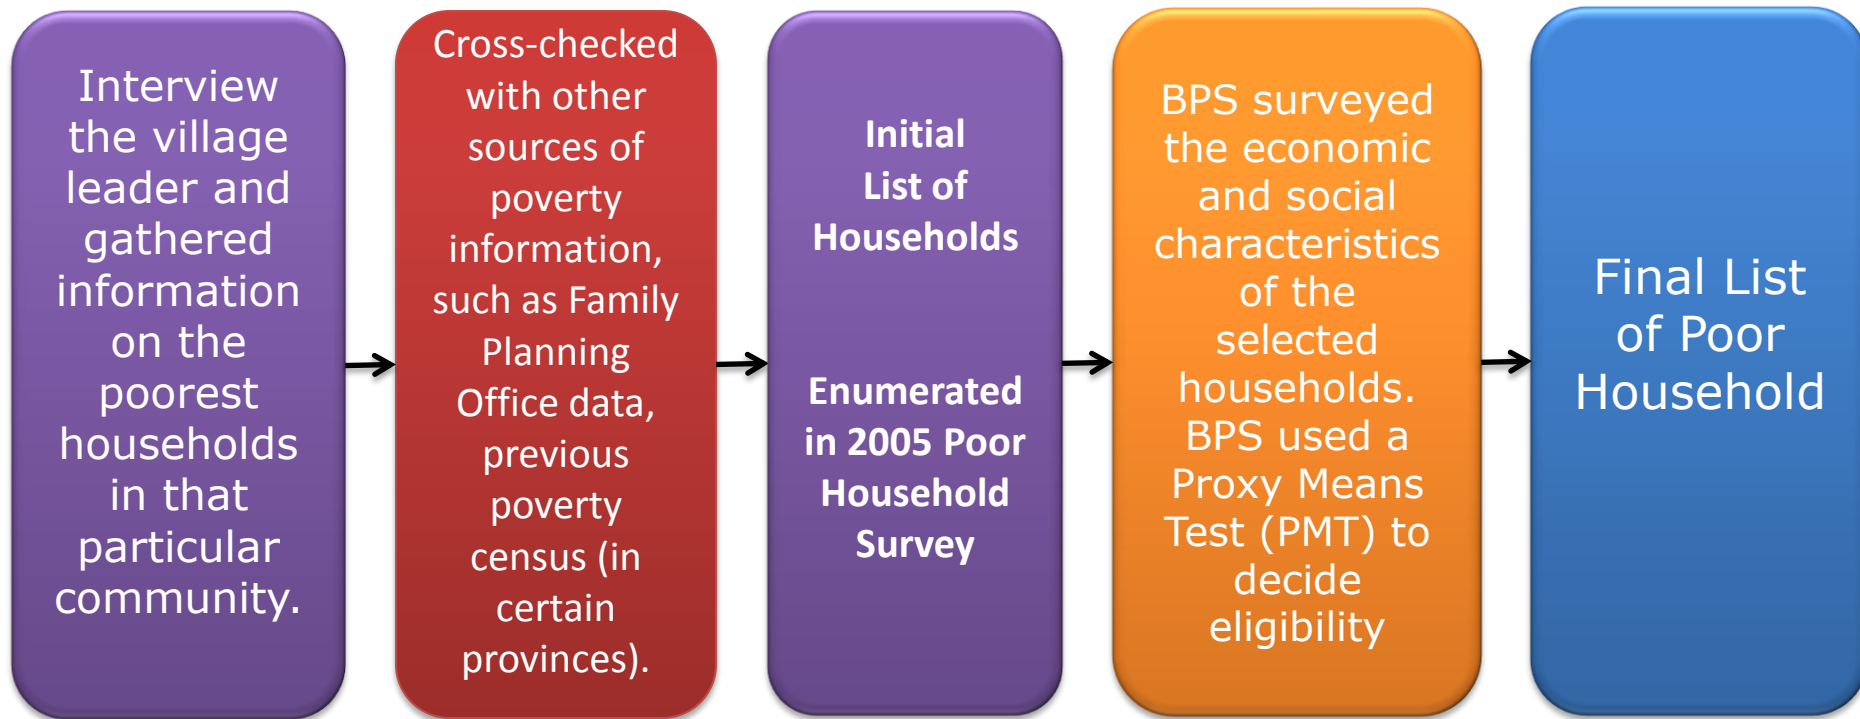 Interview
the village
leader and
gathered
information
on the
poorest
households
in that
particular
community.
Cross-checked
with other
sources of
poverty
information,
such as Family
Planning
Office data,
previous
poverty
census (in
certain
provinces).
Initial
List of
Households
Enumerated
in 2005 Poor
Household
Survey
BPS surveyed
the economic
and social
characteristics
of the
selected
households.
BPS used a
Proxy Means
Test (PMT) to
decide
eligibility
Final List
of Poor
Household